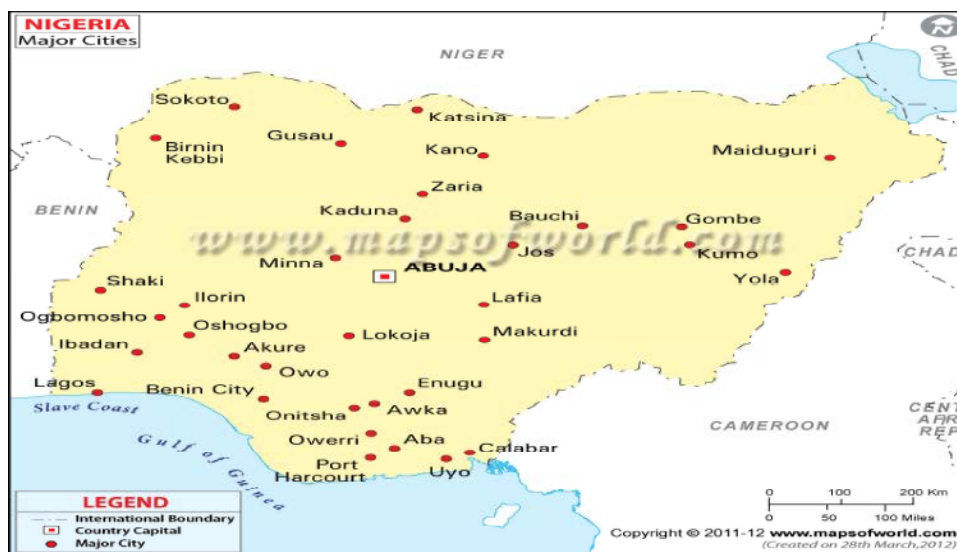 NIGERIA
Major Cities
NIGER
CHAD
Sokoto
Katsina
Gusau
Birnin
Kebbi
Kano
Maiduguri
Zaria
BENIN
Kaduna
Bauchi
Gombe
www.mapsofworld.com
Jos
Kumo
CHAD
Minna
ABUJA
Yola
Shaki
Ilorin
Lafia
Ogbomosho
Oshogbo
Lokoja
Makurdi
Ibadan
Akure
Owo
Lagos
Benin City
Enugu
Slave Coast
Onitsha
Awka
CENT
AFRI
REP
CAMEROON
Gulf of Guinea
Owerri
Aba
Calabar
Port
Harcourt
Uyo
LEGEND
International Boundary
Country Capital
Major City
0 100 200 Km
0 50 100 Miles
Copyright © 2011-12 www.mapsofworld.com
(Created on 28th March,2012)
N